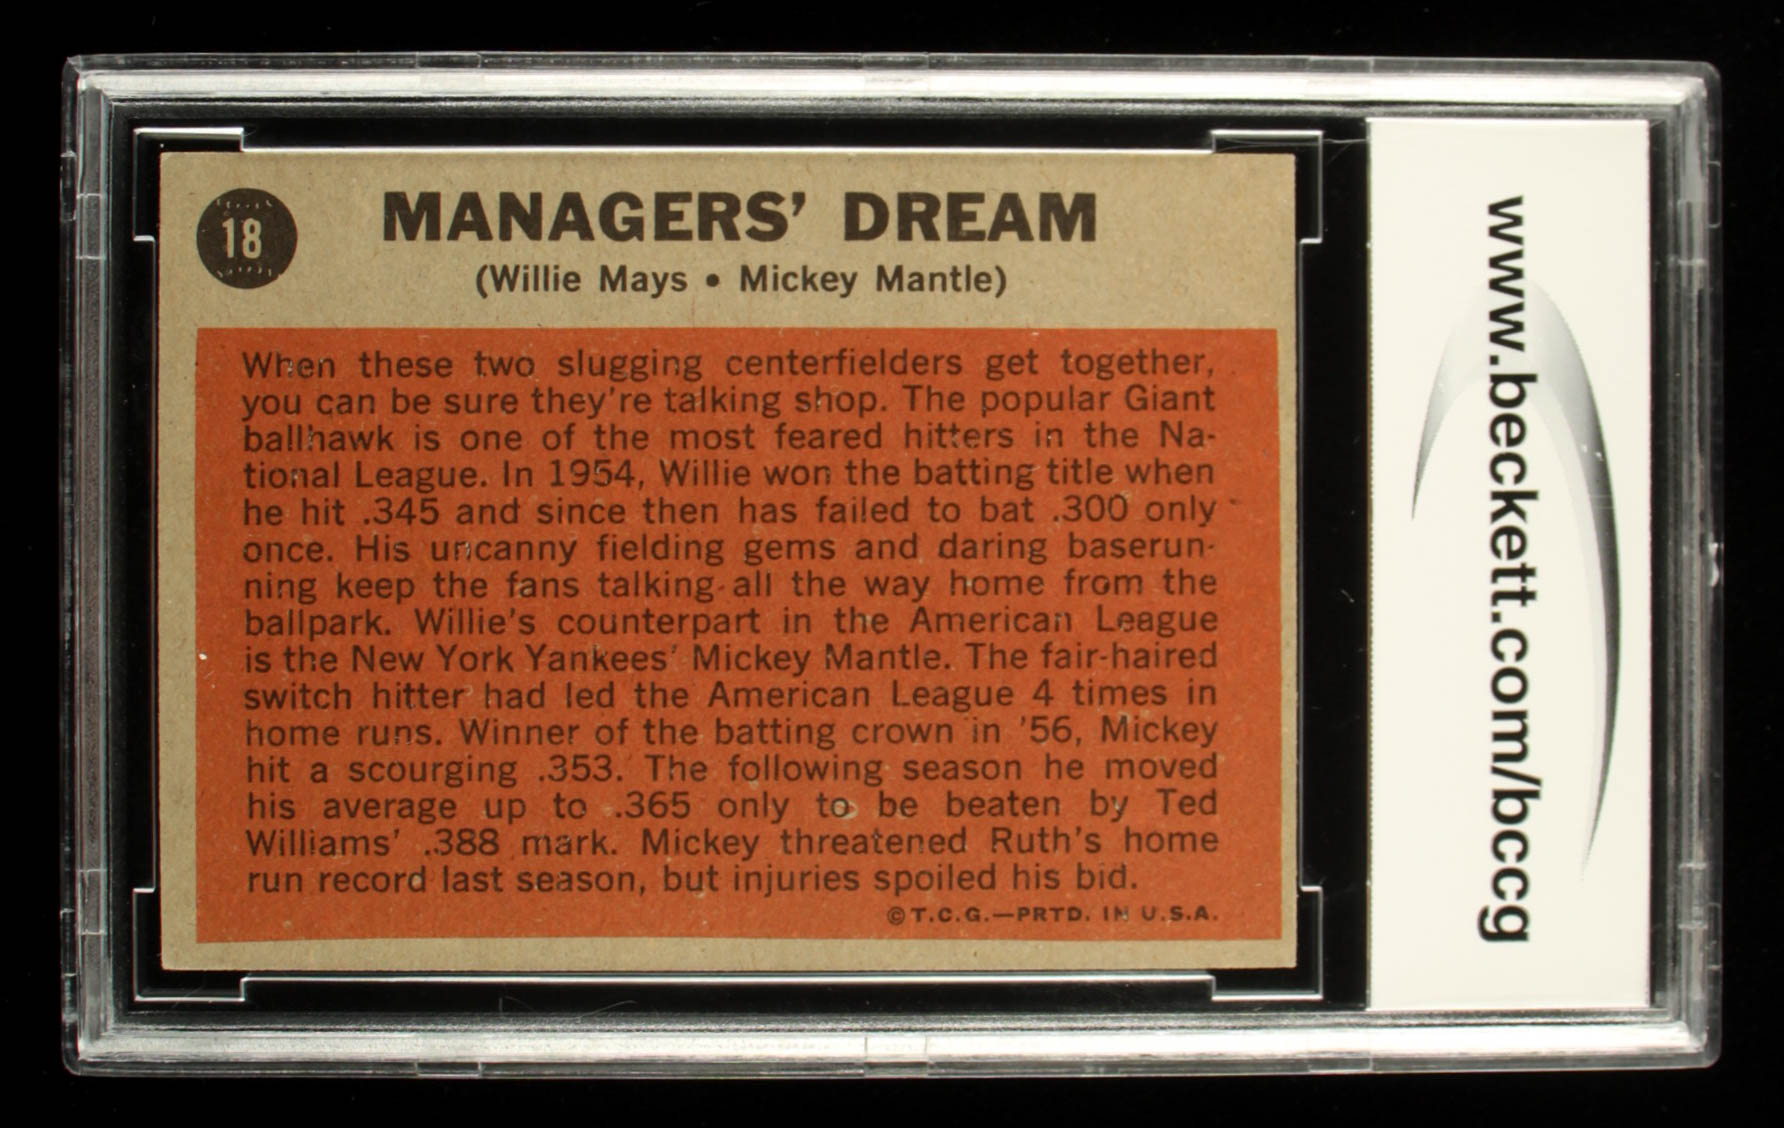 18
MANAGERS' DREAM
(Willie Mays • Mickey Mantle)
When these two slugging centerfielders get together,
you can be sure they're talking shop. The popular Giant
ballhawk is one of the most feared hitters in the Na-
tional League. In 1954, Willie won the batting title when
he hit .345 and since then has failed to bat .300 only
once. His uncanny fielding gems and daring baserun-
ning keep the fans talking all the way home from the
ballpark. Willie's counterpart in the American League
is the New York Yankees' Mickey Mantle. The fair-haired
switch hitter had led the American League 4 times in
home runs. Winner of the batting crown in '56, Mickey
hit a scourging .353. The following season he moved
his average up to .365 only to be beaten by Ted
Williams' .388 mark. Mickey threatened Ruth's home
run record last season, but injuries spoiled his bid.
©T.C.G.—PRTD. IN U.S.A.
www.beckett.com/bccg